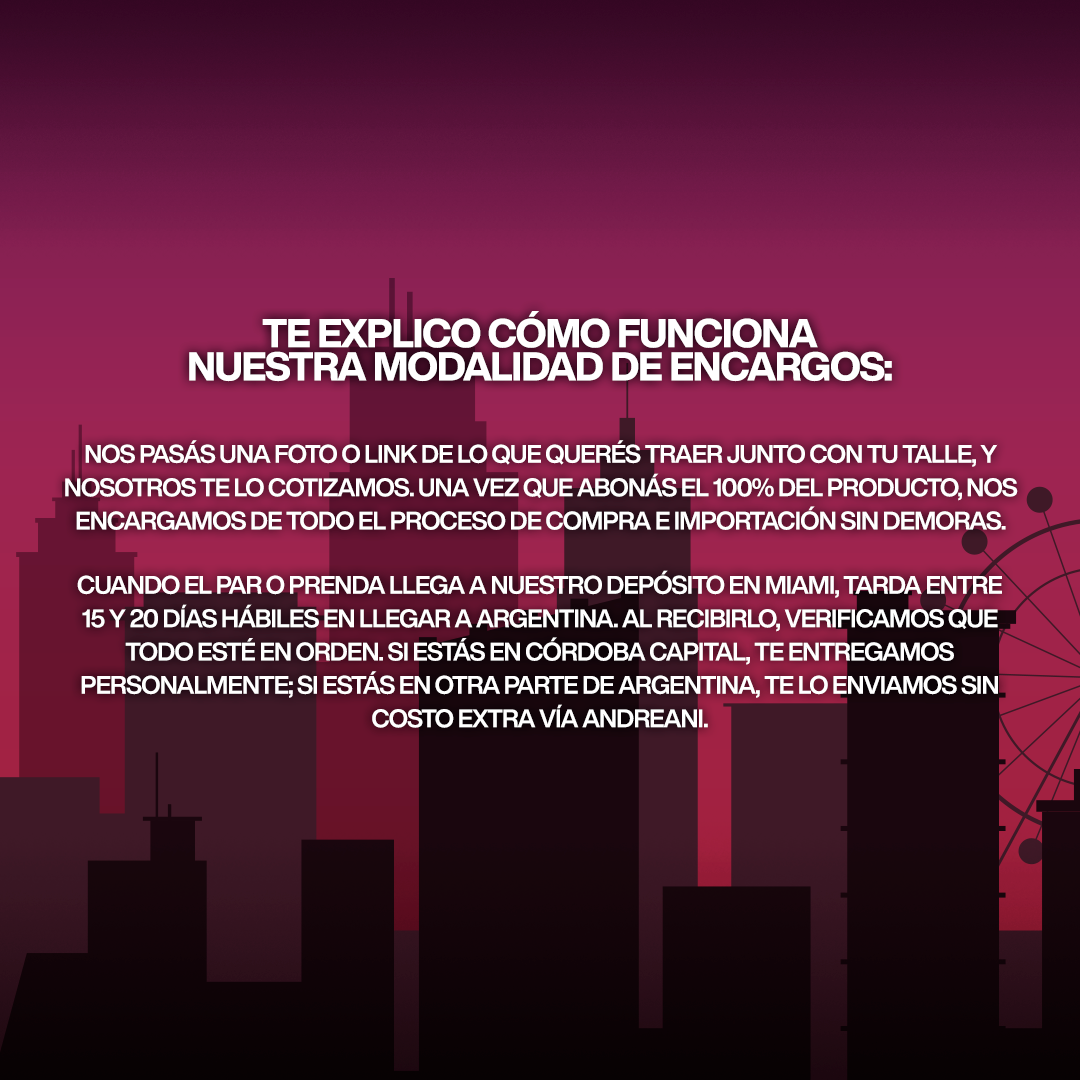 TE EXPLICO CÓMO FUNCIONA
NUESTRA MODALIDAD DE ENCARGOS:
NOS PASÁS UNA FOTO O LINK DE LO QUE QUERÉS TRAER JUNTO CON TU TALLE, Y
NOSOTROS TE LO COTIZAMOS. UNA VEZ QUE ABONÁS EL 100% DEL PRODUCTO, NOS
ENCARGAMOS DE TODO EL PROCESO DE COMPRA E IMPORTACIÓN SIN DEMORAS.
CUANDO EL PAR O PRENDA LLEGA A NUESTRO DEPÓSITO EN MIAMI, TARDA ENTRE
15 Y 20 DÍAS HÁBILES EN LLEGAR A ARGENTINA. AL RECIBIRLO, VERIFICAMOS QUE
TODO ESTÉ EN ORDEN. SI ESTÁS EN CÓRDOBA CAPITAL, TE ENTREGAMOS
PERSONALMENTE; SI ESTÁS EN OTRA PARTE DE ARGENTINA, TE LO ENVIAMOS SIN
COSTO EXTRA VÍA ANDREANI.